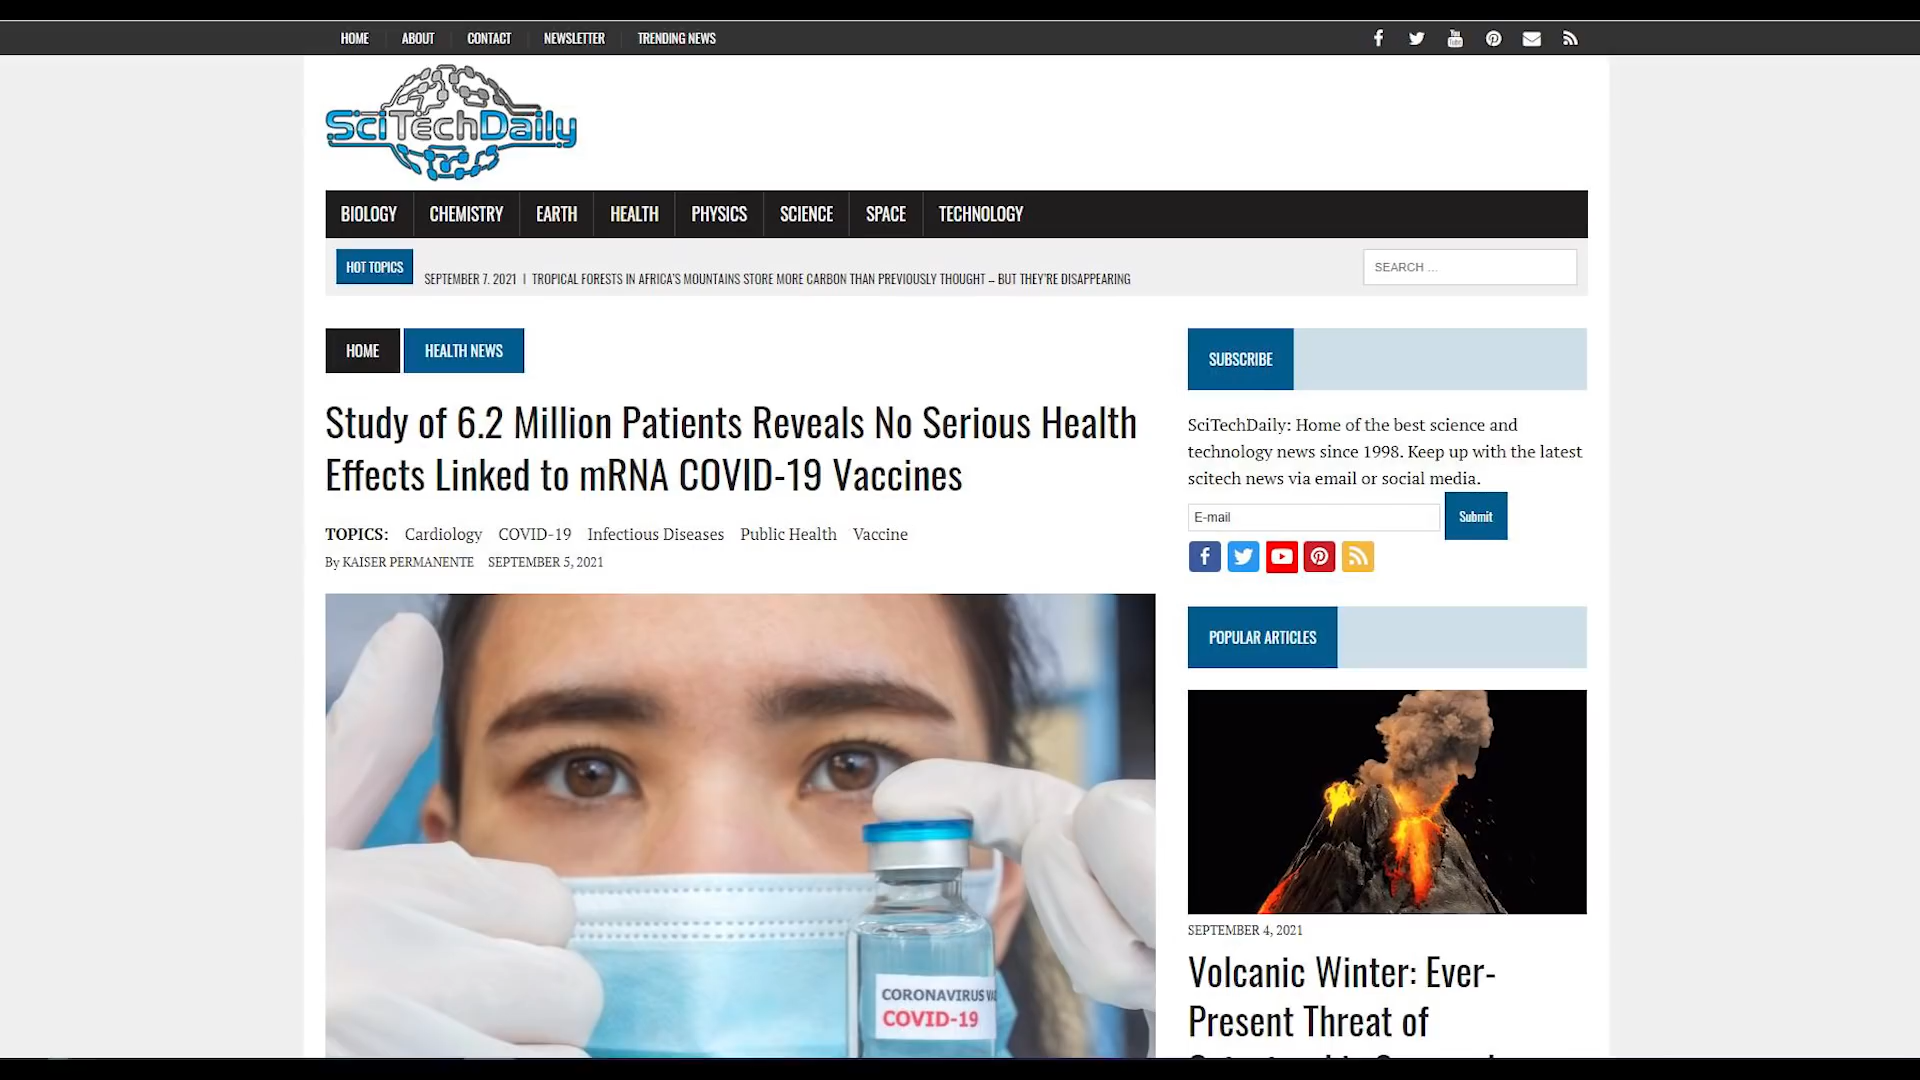 HOME ABOUT CONTACT NEWSLETTER TRENDING NEWS
SciTechDaily
BIOLOGY CHEMISTRY EARTH HEALTH PHYSICS SCIENCE SPACE TECHNOLOGY
HOT TOPICS SEPTEMBER 7, 2021 | TROPICAL FORESTS IN AFRICA'S MOUNTAINS STORE MORE CARBON THAN PREVIOUSLY THOUGHT – BUT THEY'RE DISAPPEARING
SEARCH …
HOME HEALTH NEWS
Study of 6.2 Million Patients Reveals No Serious Health
Effects Linked to mRNA COVID-19 Vaccines
TOPICS: Cardiology COVID-19 Infectious Diseases Public Health Vaccine
By KAISER PERMANENTE SEPTEMBER 5, 2021
CORONAVIRUS
COVID-19
SUBSCRIBE
SciTechDaily: Home of the best science and
technology news since 1998. Keep up with the latest
scitech news via email or social media.
E-mail Submit
POPULAR ARTICLES
SEPTEMBER 4, 2021
Volcanic Winter: Ever-
Present Threat of